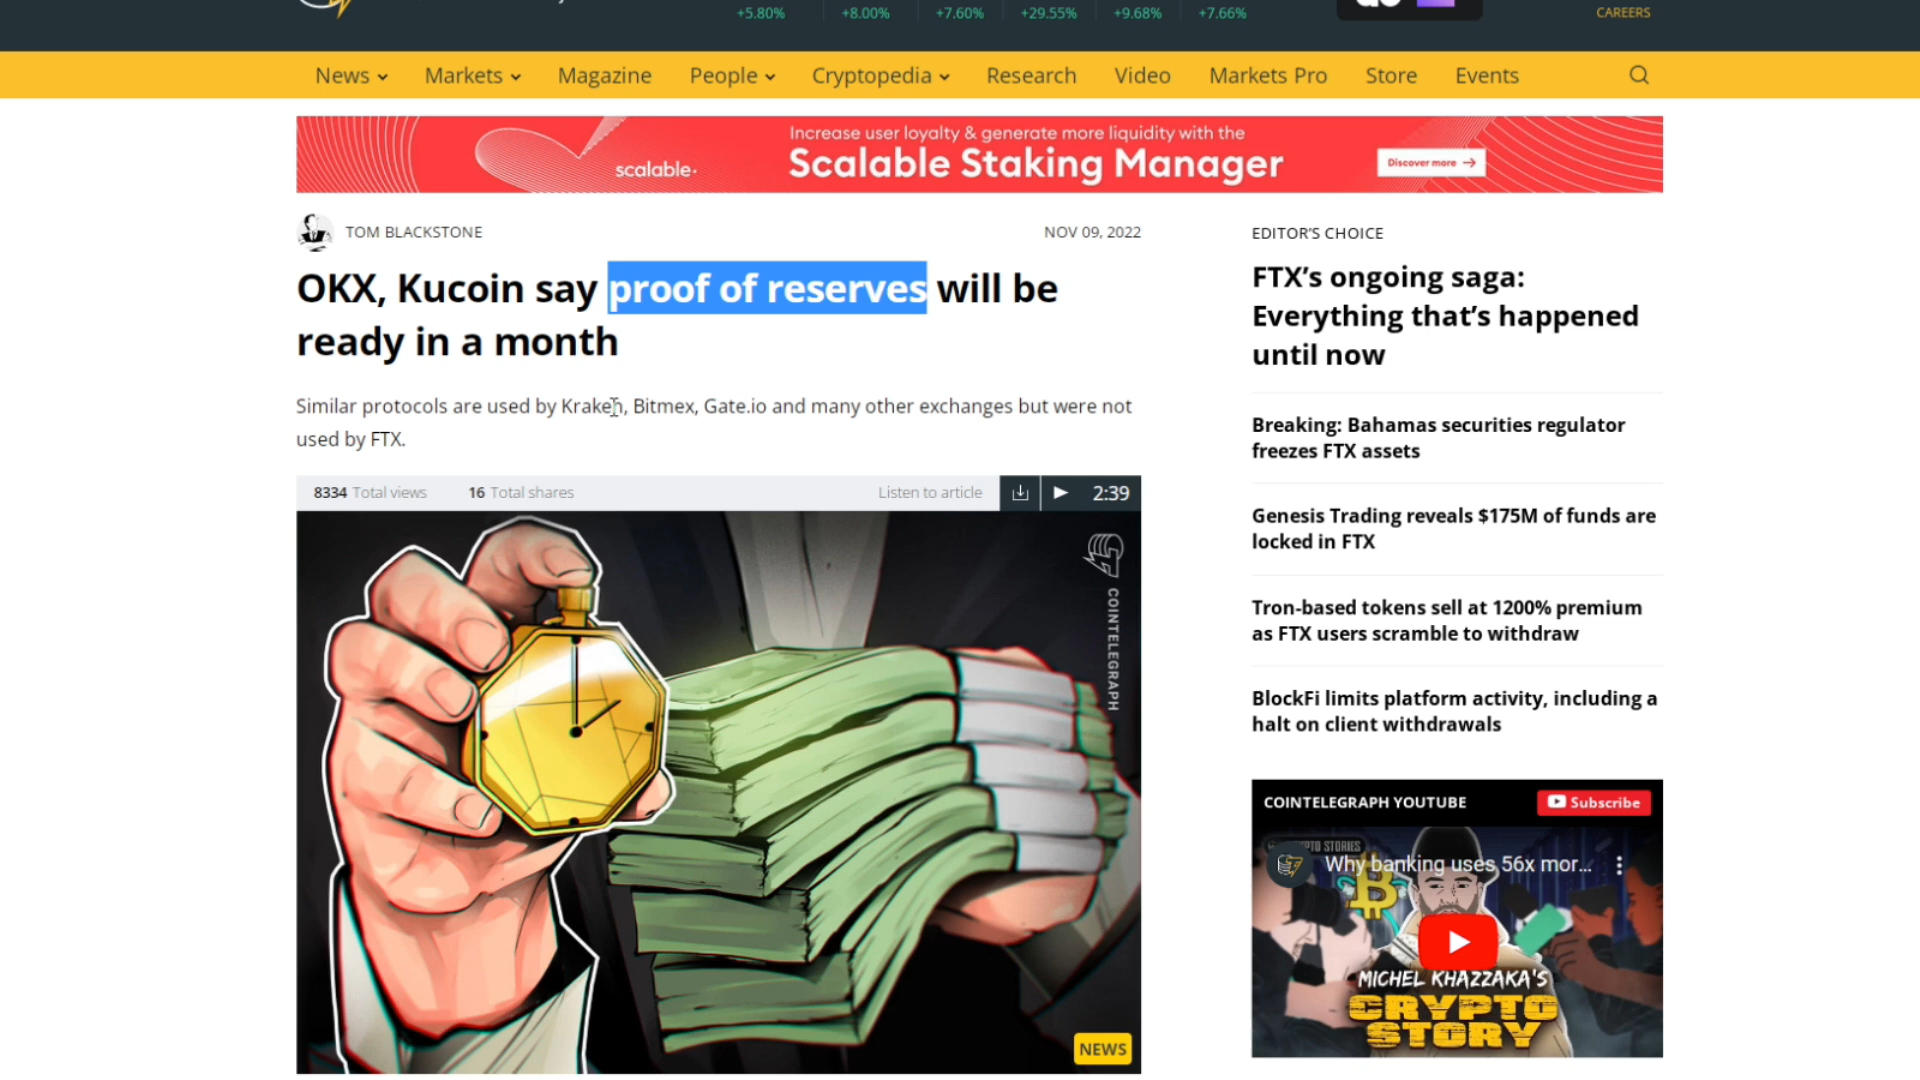 +5.80%
+8.00%
+7.60%
+29.55%
+9.68%
+7.66%
CAREERS
News
Markets
Magazine
People
Cryptopedia
Research
Video
Markets Pro
Store
Events
Increase user loyalty & generate more liquidity with the
scalable.
Scalable Staking Manager
Discover more →
TOM BLACKSTONE
NOV 09, 2022
OKX, Kucoin say proof of reserves will be
ready in a month
Similar protocols are used by Kraken, Bitmex, Gate.io and many other exchanges but were not
used by FTX.
8334 Total views
16 Total shares
Listen to article
2:39
COINTELEGRAPH
NEWS
EDITOR'S CHOICE
FTX's ongoing saga:
Everything that's happened
until now
Breaking: Bahamas securities regulator
freezes FTX assets
Genesis Trading reveals $175M of funds are
locked in FTX
Tron-based tokens sell at 1200% premium
as FTX users scramble to withdraw
BlockFi limits platform activity, including a
halt on client withdrawals
COINTELEGRAPH YOUTUBE
Subscribe
STORIES
Why banking uses 56x mor...
MICHEL KHAZZAKA'S
CRYPTO
STORY